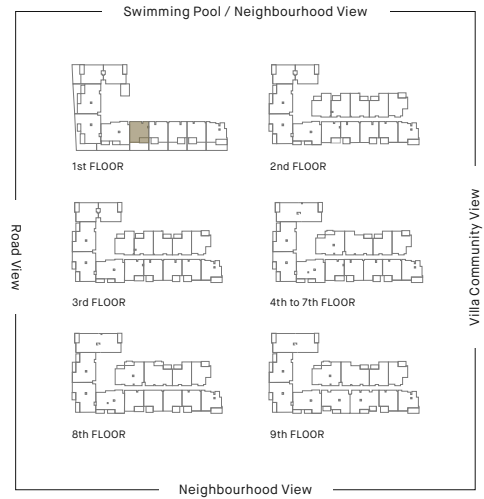 Swimming Pool / Neighbourhood View
1st FLOOR
2nd FLOOR
Road View
Villa Community View
3rd FLOOR
4th to 7th FLOOR
8th FLOOR
9th FLOOR
Neighbourhood View